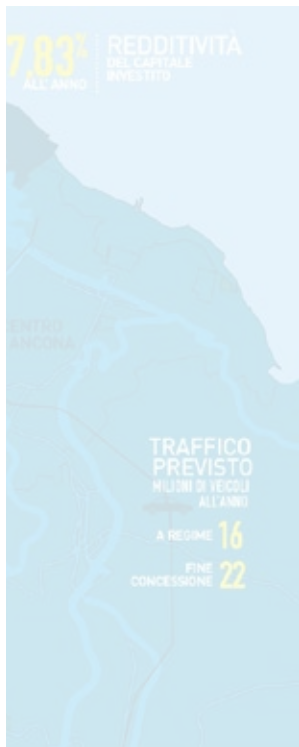 7,83%
ALL'ANNO
REDDITIVITÀ
DEL CAPITALE
INVESTITO
ENTRO
ANCONA
TRAFFICO
PREVISTO
MILIONI DI VEICOLI
ALL'ANNO
A REGIME 16
FINE
CONCESSIONE 22